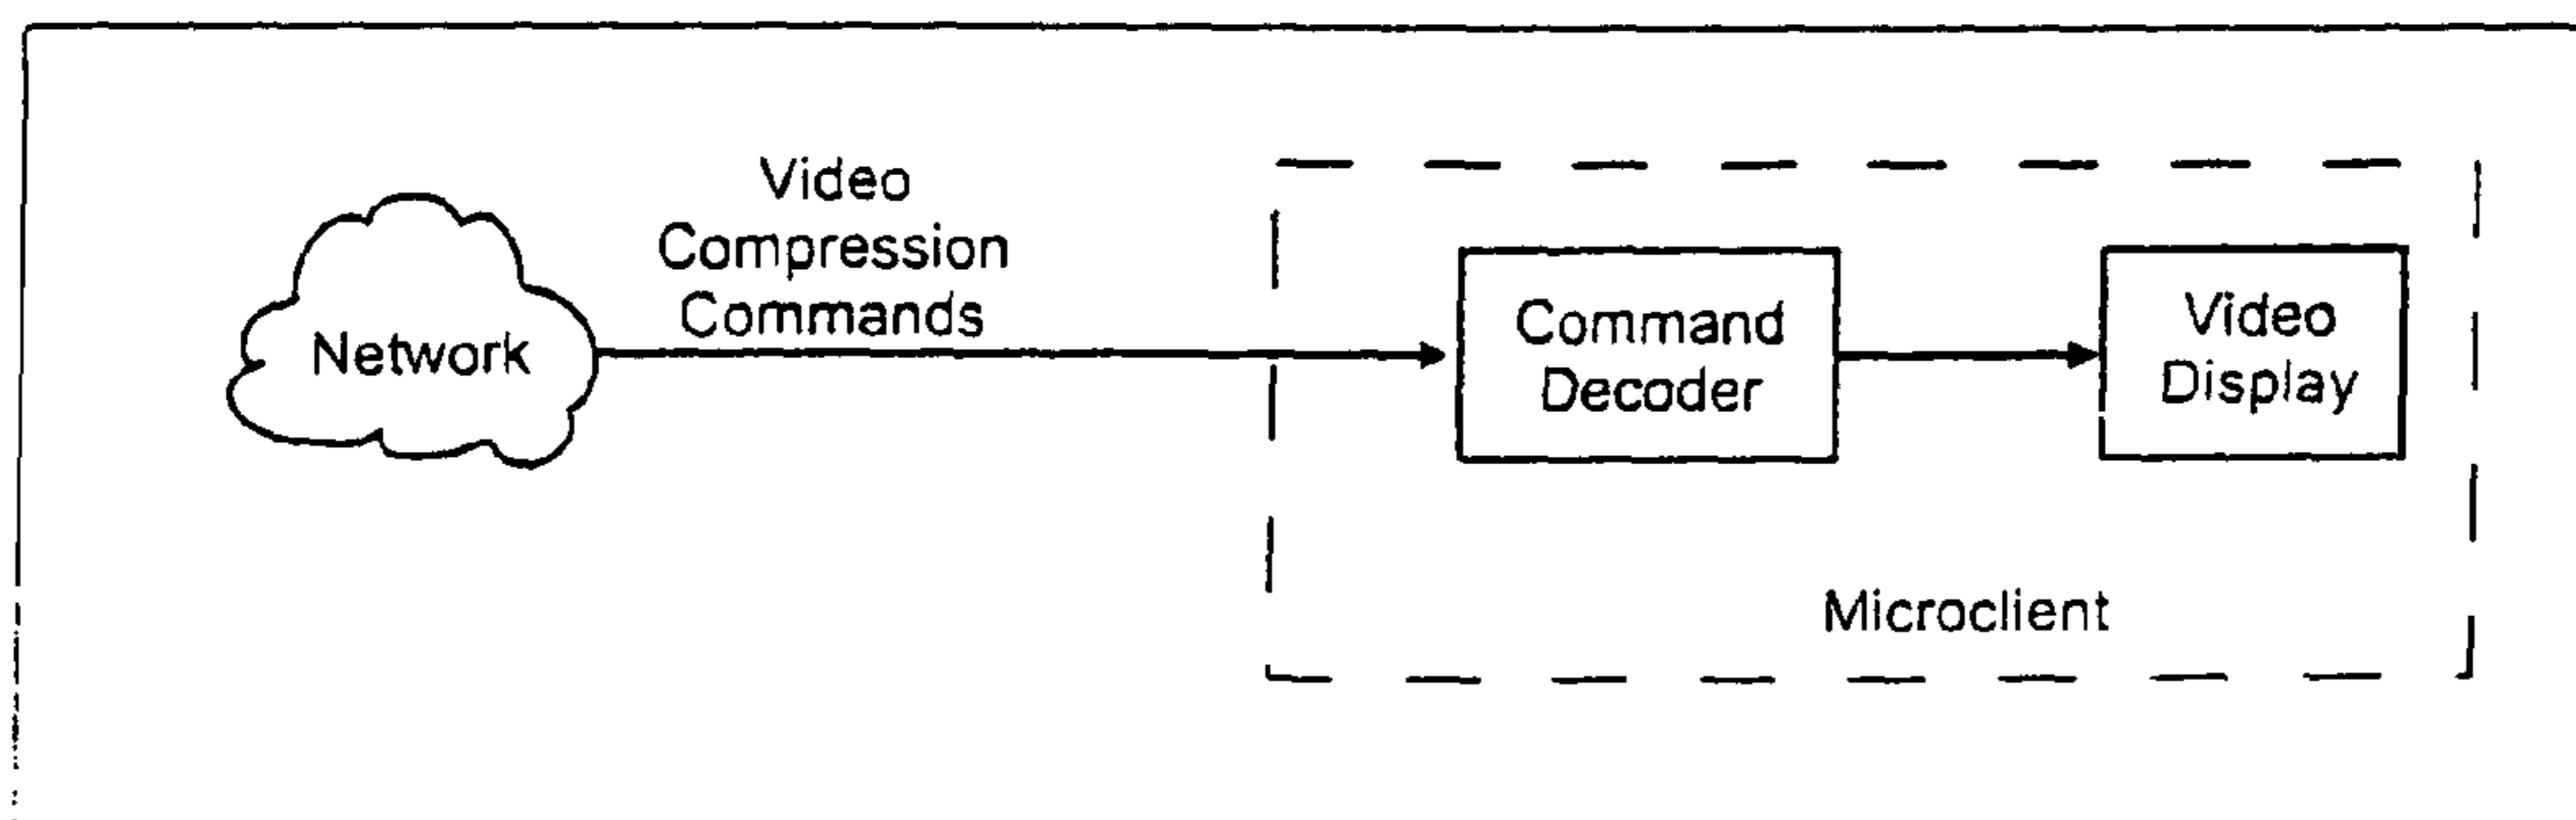 Video
Compression
Commands
Network
Command
Decoder
Video
Display
Microclient